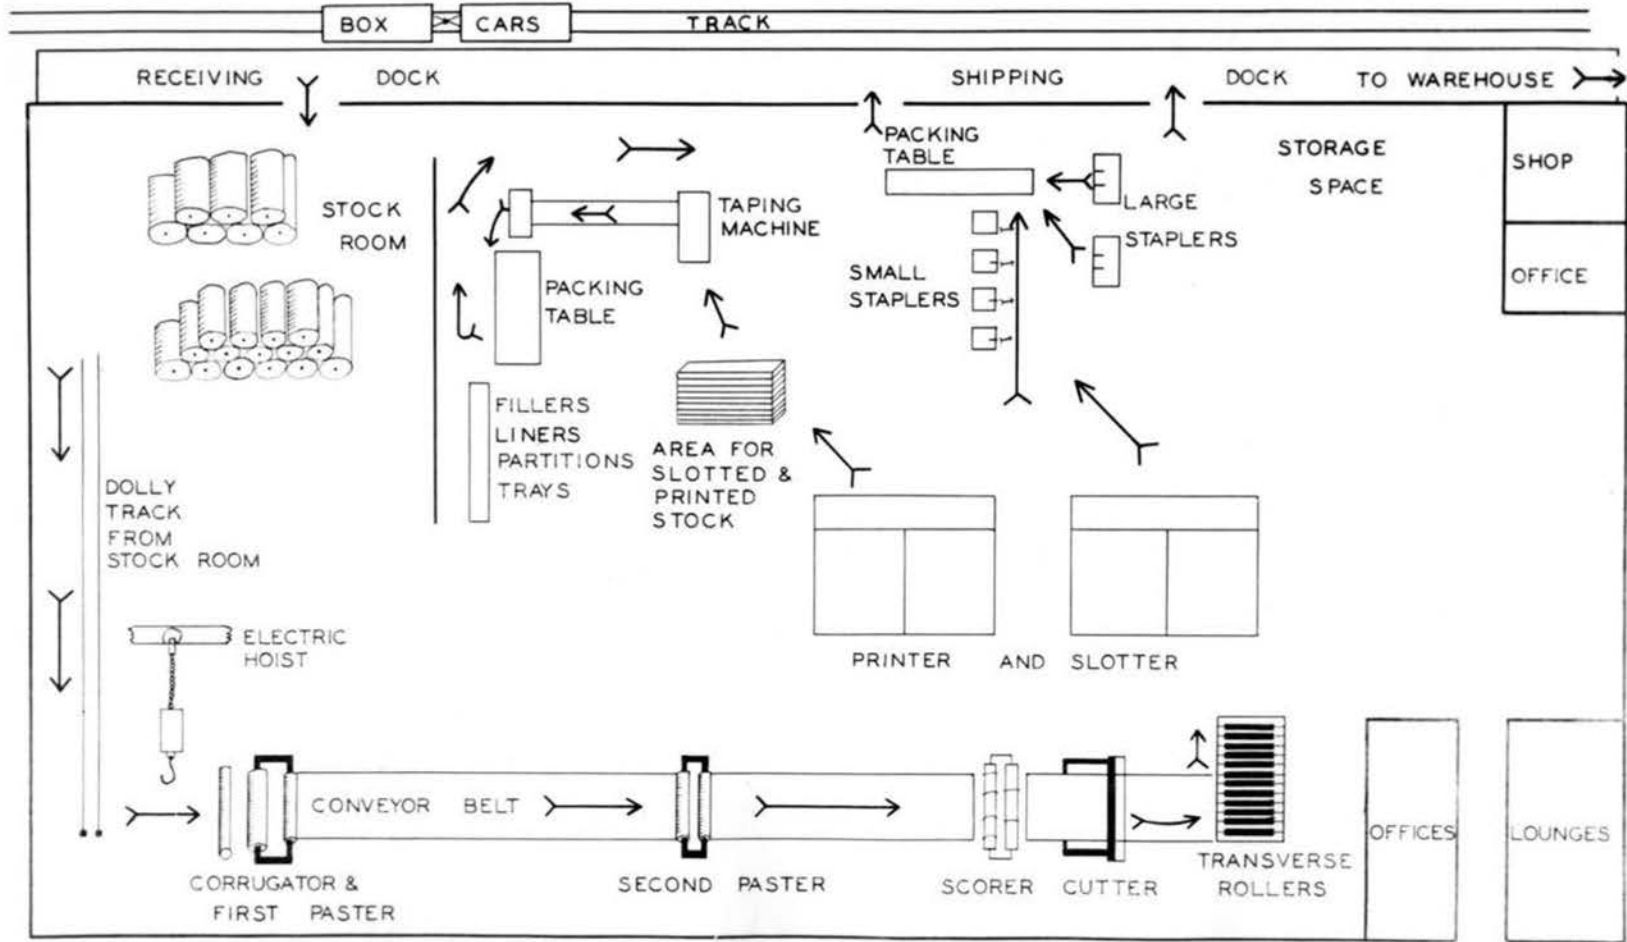 BOX CARS TRACK
RECEIVING DOCK SHIPPING DOCK TO WAREHOUSE
STOCK
ROOM
TAPING
MACHINE
PACKING
TABLE
PACKING
TABLE
LARGE
STAPLERS
SMALL
STAPLERS
STORAGE
SPACE
SHOP
OFFICE
FILLERS
LINERS
PARTITIONS
TRAYS
AREA FOR
SLOTTED &
PRINTED
STOCK
DOLLY
TRACK
FROM
STOCK ROOM
ELECTRIC
HOIST
PRINTER AND SLOTTER
CONVEYOR BELT
CORRUGATOR &
FIRST PASTER
SECOND PASTER
SCORER CUTTER
TRANSVERSE
ROLLERS
OFFICES
LOUNGES